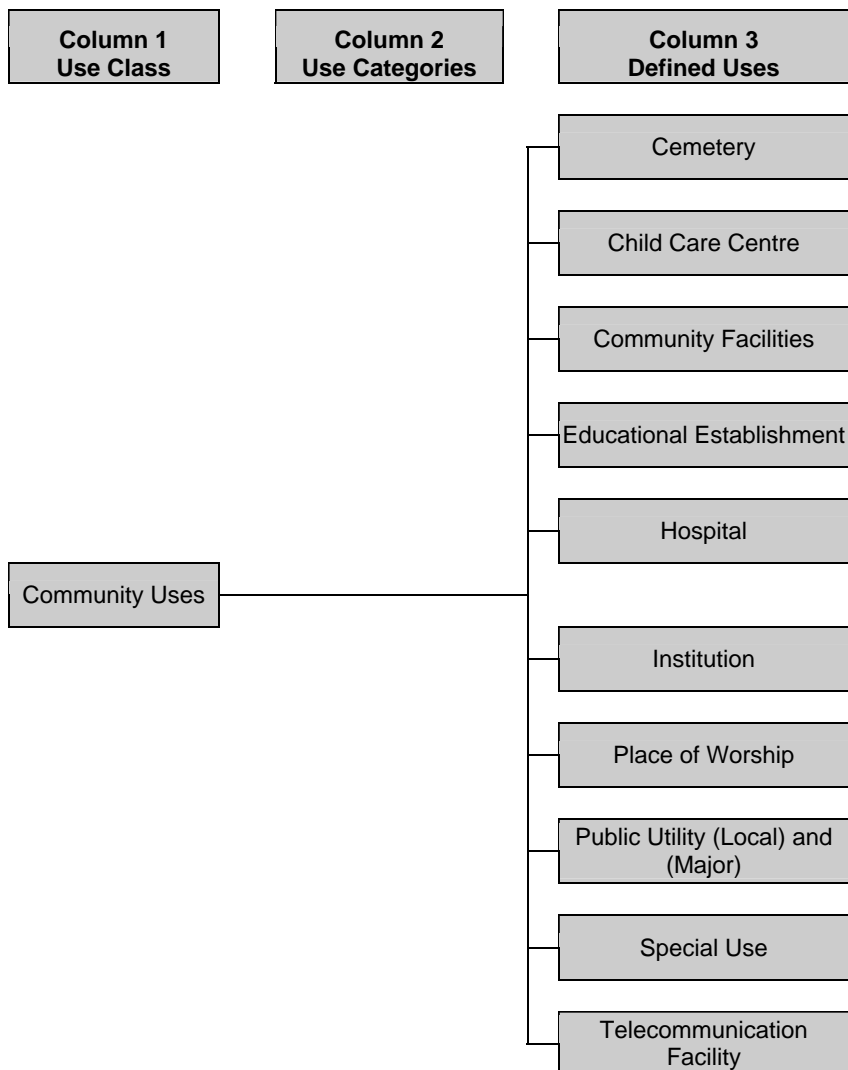 Column 1
Use Class
Column 2
Use Categories
Column 3
Defined Uses
Cemetery
Child Care Centre
Community Facilities
Educational Establishment
Hospital
Community Uses
Institution
Place of Worship
Public Utility (Local) and
(Major)
Special Use
Telecommunication
Facility